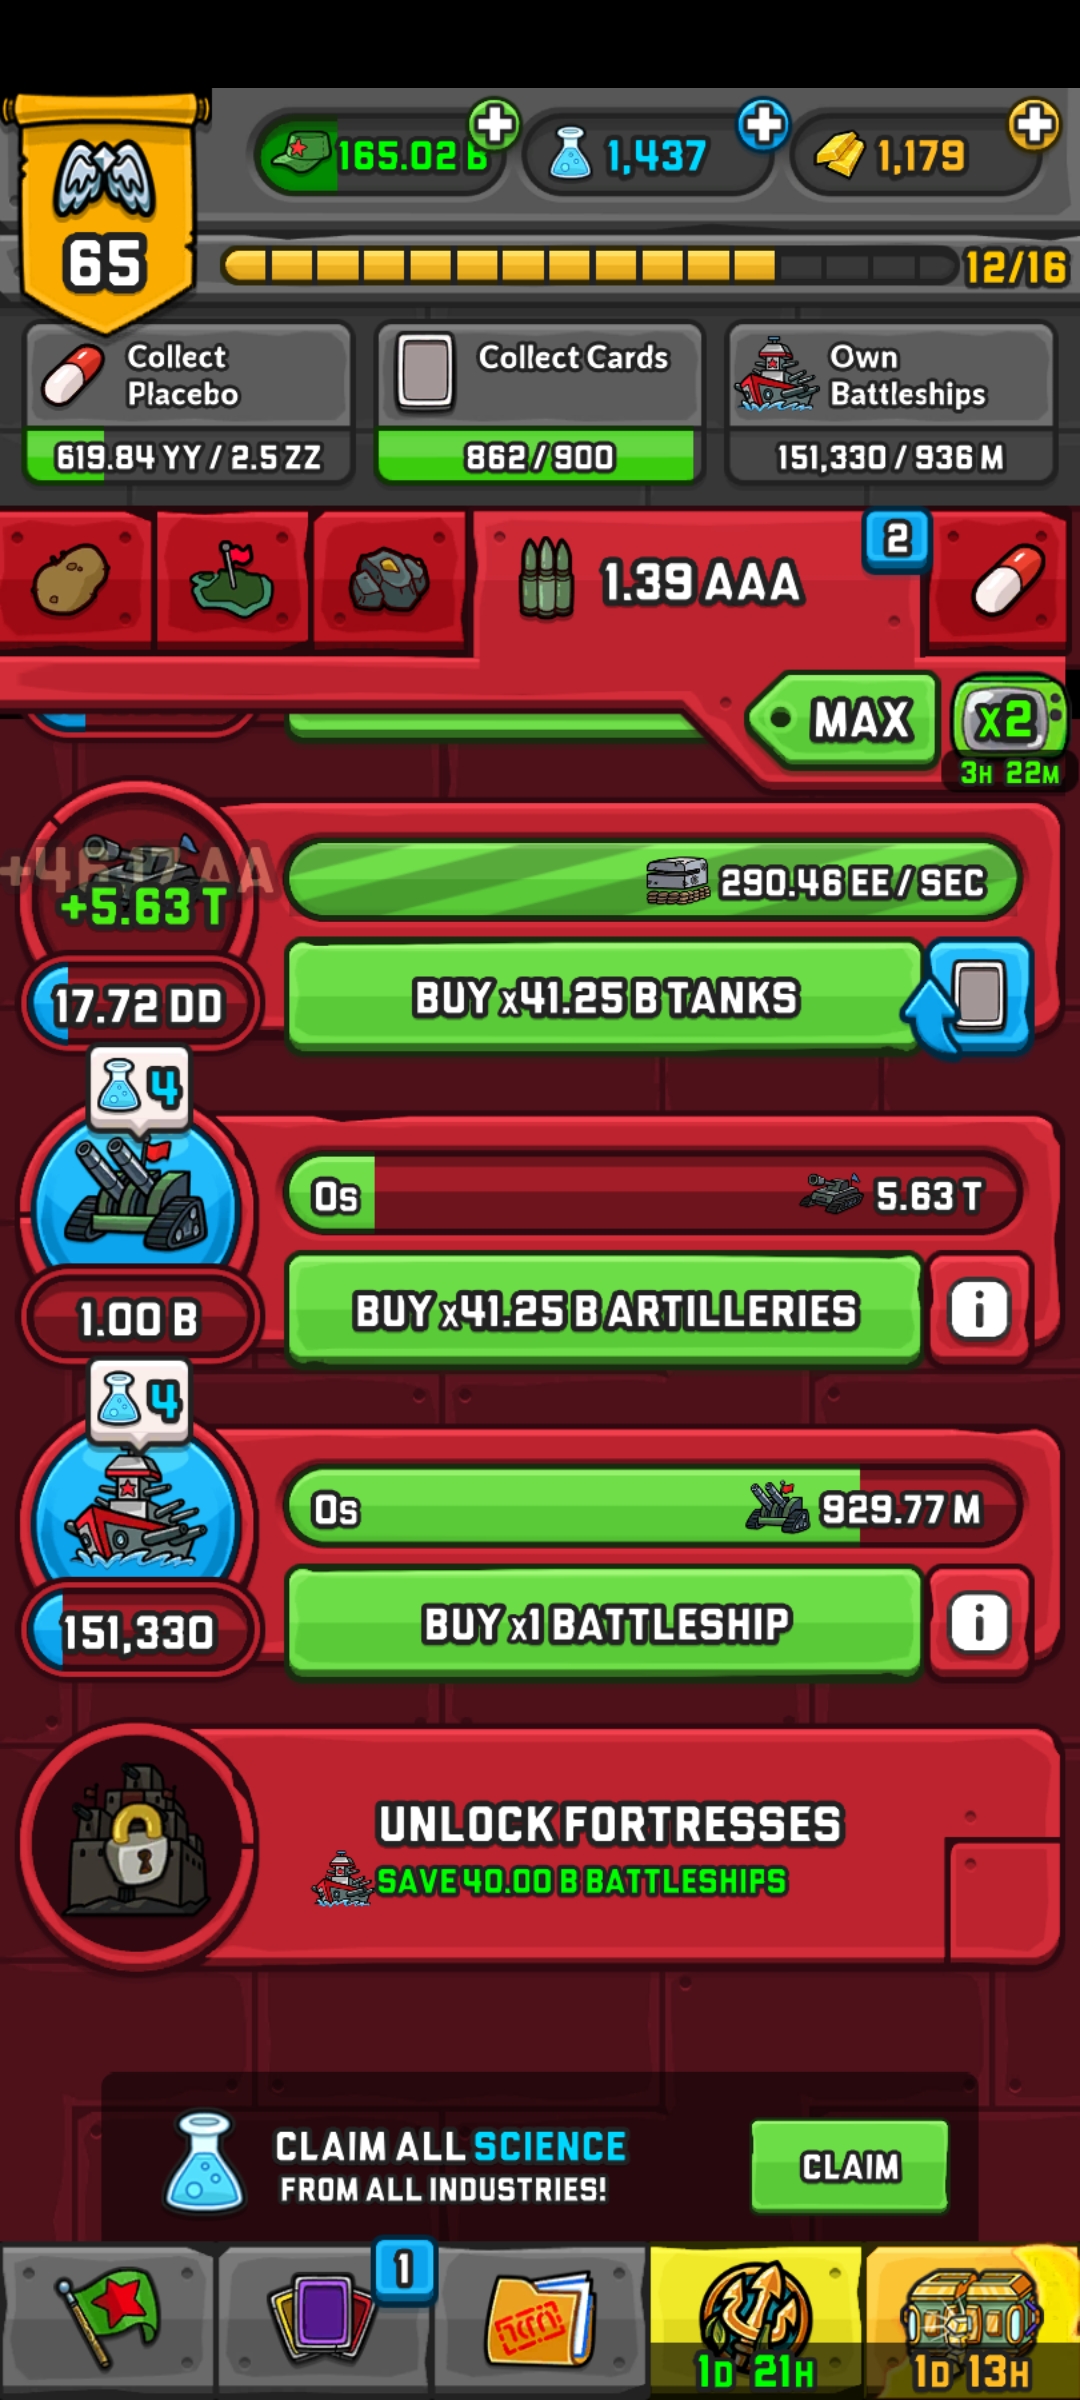 65
165.02 B
1,437
1,179
12/16
Collect
Placebo
619.84 YY / 2.5 ZZ
Collect Cards
862/900
Own
Battleships
151,330 / 936 M
1.39 AAA
2
MAX
x2
3H 22M
+5.63 T
290.46 EE / SEC
17.72 DD
BUY x41.25 B TANKS
4
0s
5.63 T
1.00 B
BUY x41.25 B ARTILLERIES
i
4
0s
929.77 M
151,330
BUY x1 BATTLESHIP
i
UNLOCK FORTRESSES
SAVE 40.00 B BATTLESHIPS
CLAIM ALL SCIENCE
FROM ALL INDUSTRIES!
CLAIM
1
1D 21H
1D 13H